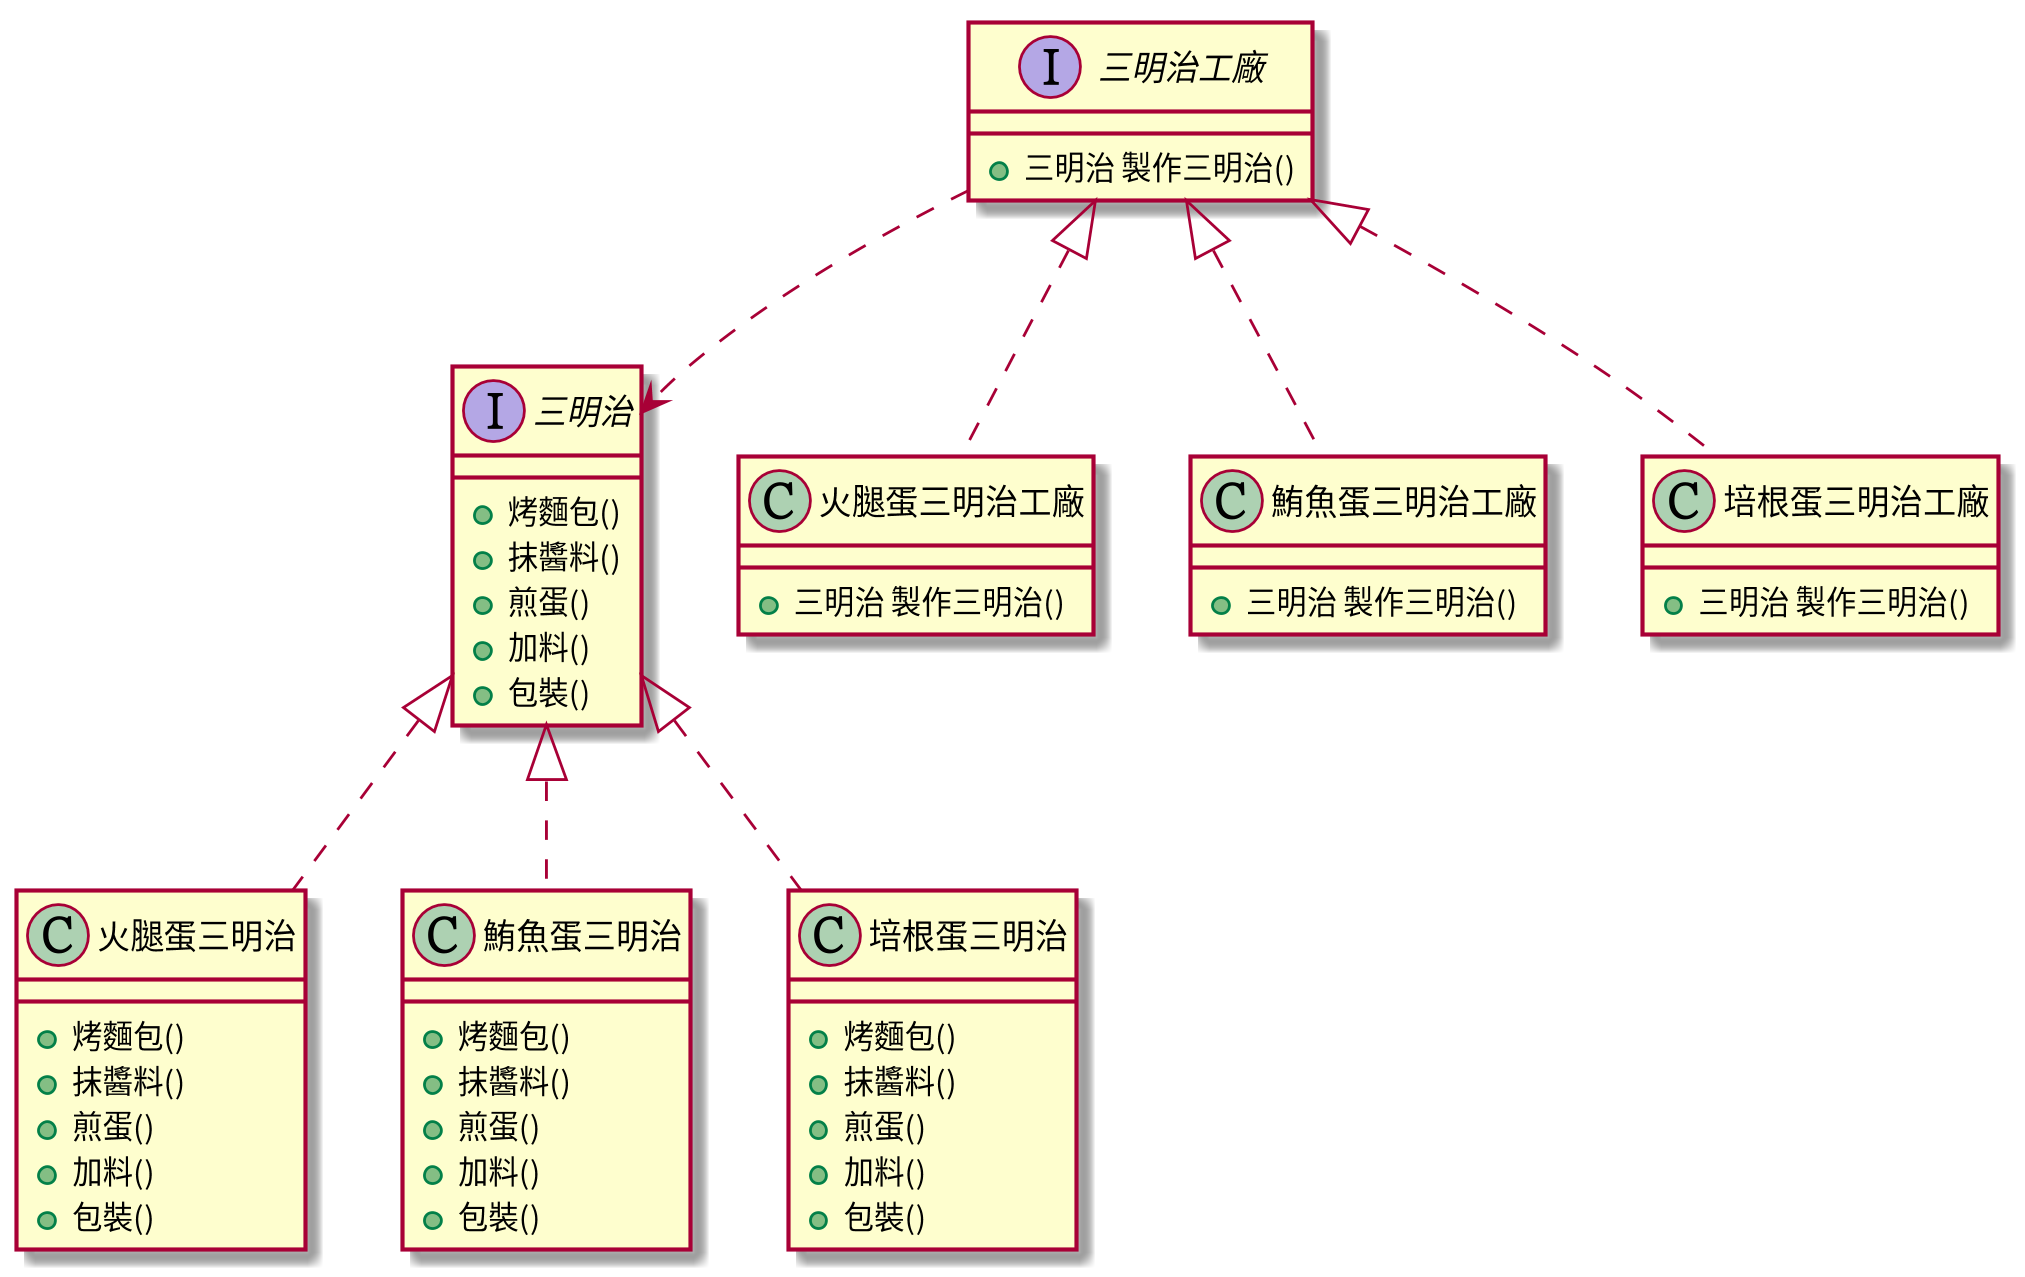 I 三明治工廠
三明治 製作三明治()
I 三明治
烤麵包()
抹醬料()
煎蛋()
加料()
包裝()
C 火腿蛋三明治工廠
三明治 製作三明治()
C 鮪魚蛋三明治工廠
三明治 製作三明治()
C 培根蛋三明治工廠
三明治 製作三明治()
C 火腿蛋三明治
烤麵包()
抹醬料()
煎蛋()
加料()
包裝()
C 鮪魚蛋三明治
烤麵包()
抹醬料()
煎蛋()
加料()
包裝()
C 培根蛋三明治
烤麵包()
抹醬料()
煎蛋()
加料()
包裝()